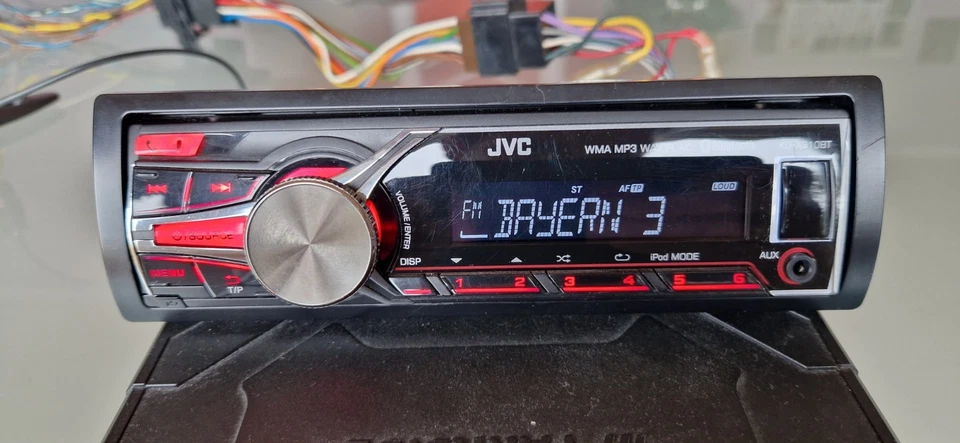 JVC
WMA MP3
ST AF TP LOUD
FM BAYERN 3
VOLUME/ENTER
DISP iPod MODE AUX
1 2 3 4 5 6
MENU
T/P